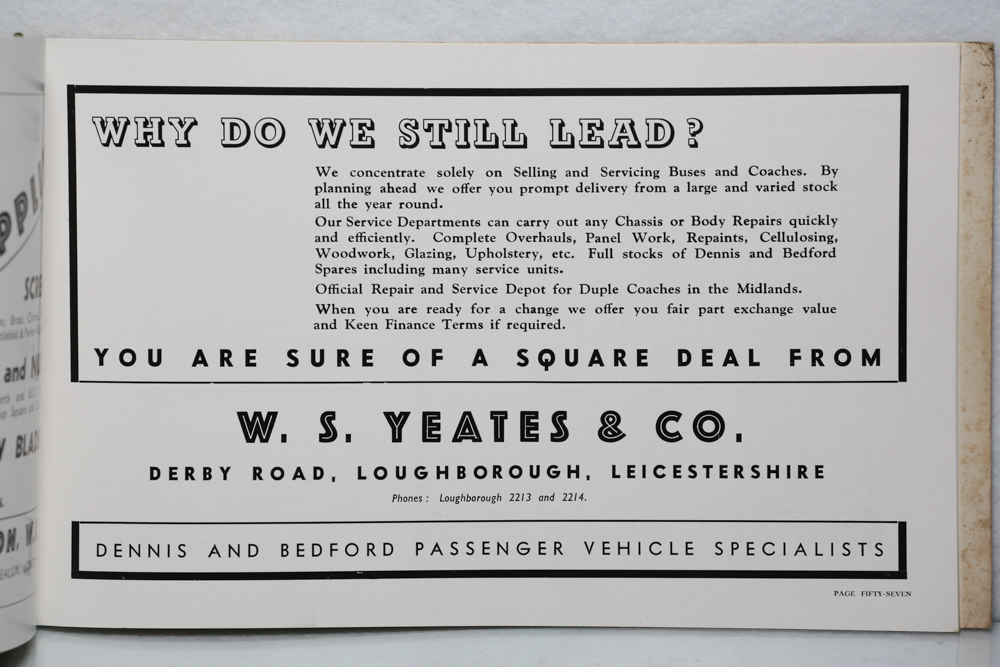 WHY DO WE STILL LEAD?
We concentrate solely on Selling and Servicing Buses and Coaches. By
planning ahead we offer you prompt delivery from a large and varied stock
all the year round.
Our Service Departments can carry out any Chassis or Body Repairs quickly
and efficiently. Complete Overhauls, Panel Work, Repaints, Cellulosing,
Woodwork, Glazing, Upholstery, etc. Full stocks of Dennis and Bedford
Spares including many service units.
Official Repair and Service Depot for Duple Coaches in the Midlands.
When you are ready for a change we offer you fair part exchange value
and Keen Finance Terms if required.
YOU ARE SURE OF A SQUARE DEAL FROM
W. S. YEATES & CO.
DERBY ROAD, LOUGHBOROUGH, LEICESTERSHIRE
Phones : Loughborough 2213 and 2214.
DENNIS AND BEDFORD PASSENGER VEHICLE SPECIALISTS
PAGE FIFTY-SEVEN